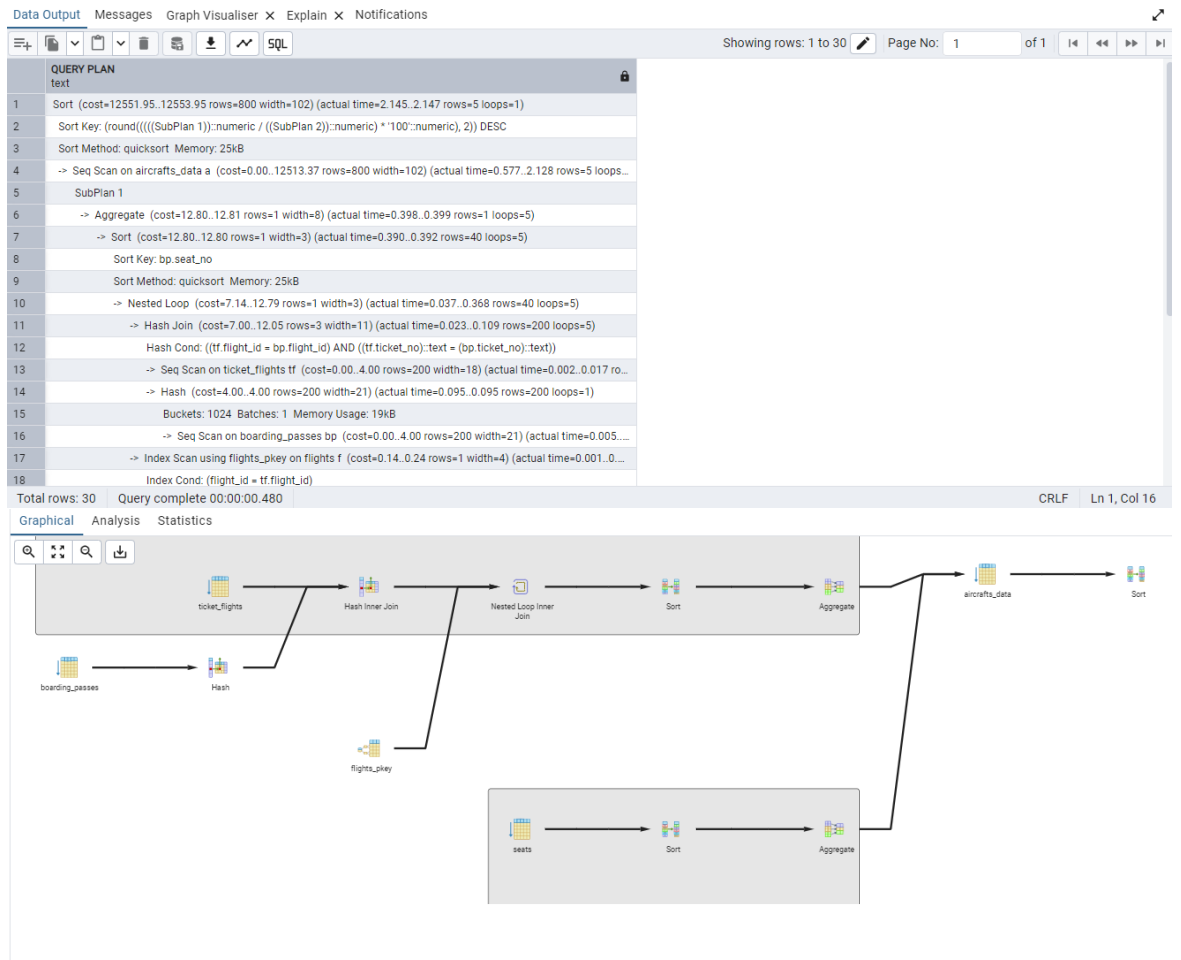 Data Output Messages Graph Visualiser × Explain × Notifications
SQL Showing rows: 1 to 30 Page No: 1 of 1
QUERY PLAN
text
1 Sort (cost=12551.95..12553.95 rows=800 width=102) (actual time=2.145..2.147 rows=5 loops=1)
2 Sort Key: (round(((((SubPlan 1))::numeric / ((SubPlan 2))::numeric) * '100'::numeric), 2)) DESC
3 Sort Method: quicksort Memory: 25kB
4 -> Seq Scan on aircrafts_data a (cost=0.00..12513.37 rows=800 width=102) (actual time=0.577..2.128 rows=5 loops...
5 SubPlan 1
6 -> Aggregate (cost=12.80..12.81 rows=1 width=8) (actual time=0.398..0.399 rows=1 loops=5)
7 -> Sort (cost=12.80..12.80 rows=1 width=3) (actual time=0.390..0.392 rows=40 loops=5)
8 Sort Key: bp.seat_no
9 Sort Method: quicksort Memory: 25kB
10 -> Nested Loop (cost=7.14..12.79 rows=1 width=3) (actual time=0.037..0.368 rows=40 loops=5)
11 -> Hash Join (cost=7.00..12.05 rows=3 width=11) (actual time=0.023..0.109 rows=200 loops=5)
12 Hash Cond: ((tf.flight_id = bp.flight_id) AND ((tf.ticket_no)::text = (bp.ticket_no)::text))
13 -> Seq Scan on ticket_flights tf (cost=0.00..4.00 rows=200 width=18) (actual time=0.002..0.017 ro...
14 -> Hash (cost=4.00..4.00 rows=200 width=21) (actual time=0.095..0.095 rows=200 loops=1)
15 Buckets: 1024 Batches: 1 Memory Usage: 19kB
16 -> Seq Scan on boarding_passes bp (cost=0.00..4.00 rows=200 width=21) (actual time=0.005.....
17 -> Index Scan using flights_pkey on flights f (cost=0.14..0.24 rows=1 width=4) (actual time=0.001..0....
18 Index Cond: (flight_id = tf.flight_id)
Total rows: 30 Query complete 00:00:00.480 CRLF Ln 1, Col 16
Graphical Analysis Statistics
ticket_flights
Hash Inner Join
Nested Loop Inner
Join
Sort
Aggregate
aircrafts_data
Sort
boarding_passes
Hash
flights_pkey
seats
Sort
Aggregate